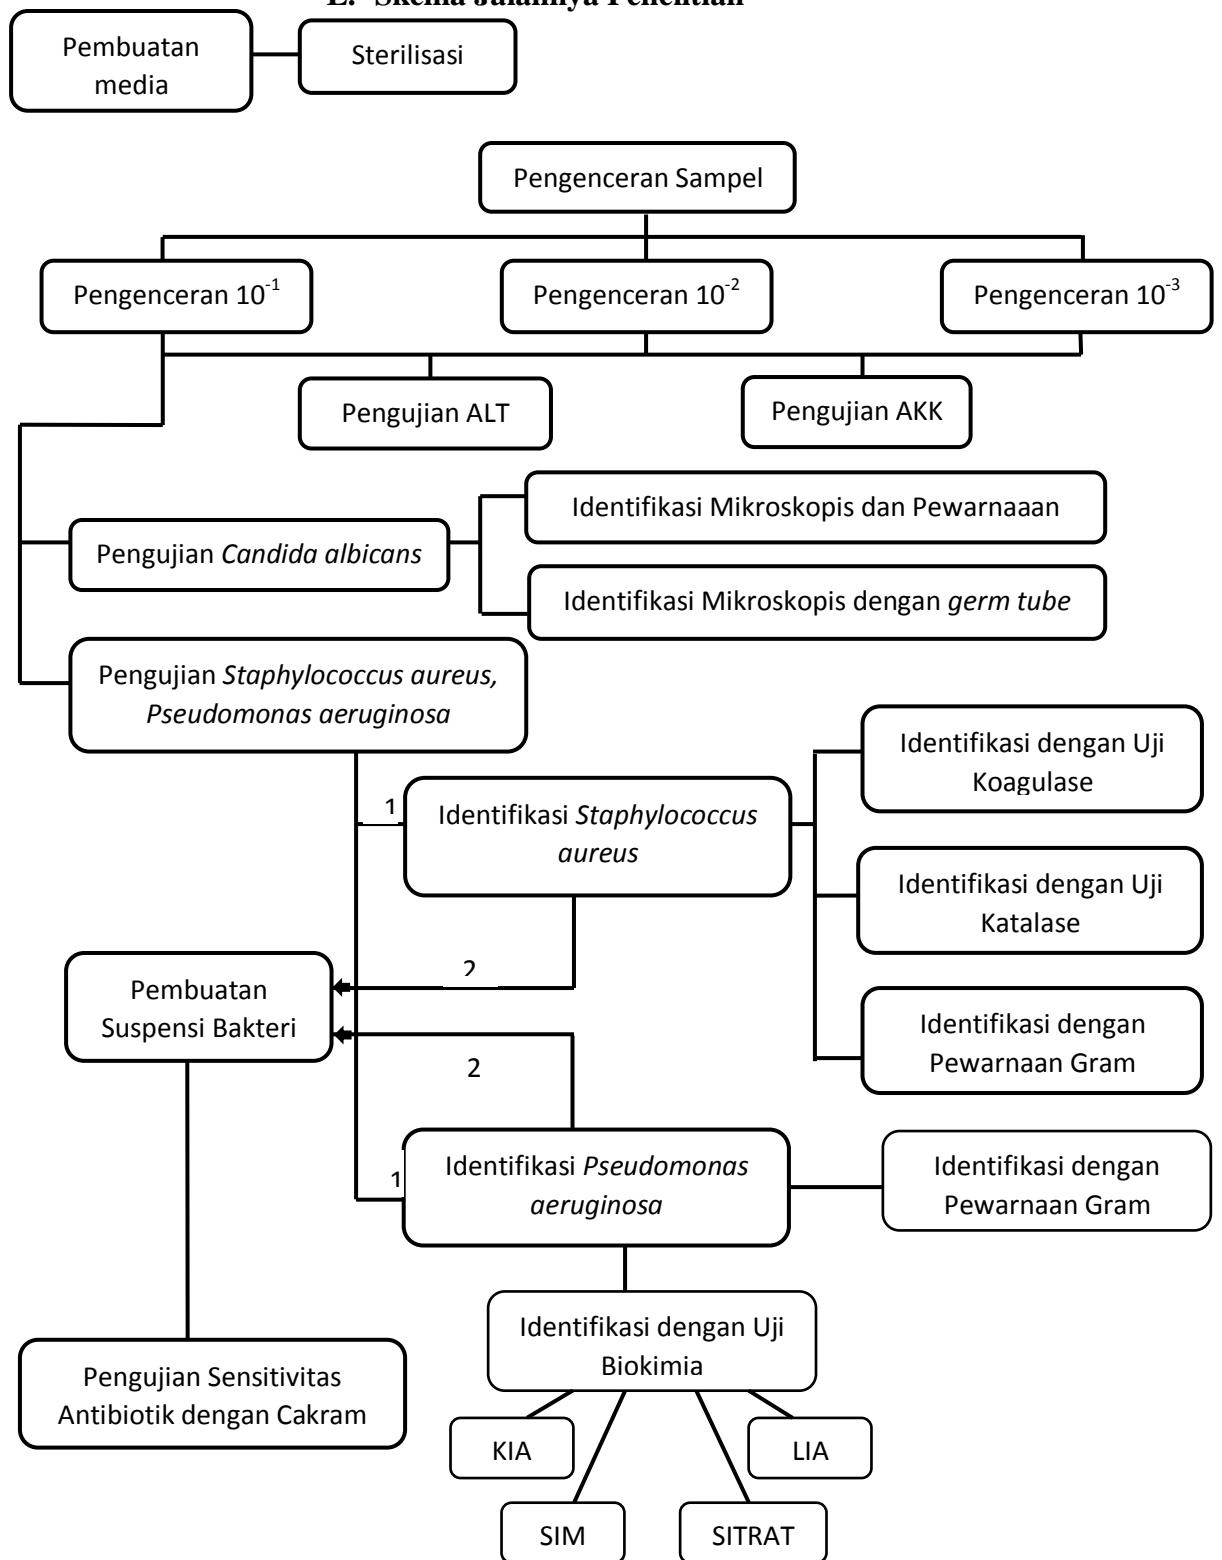 E. Skema Jalannya Penelitian
Pembuatan
media
Sterilisasi
Pengenceran Sampel
Pengenceran 10⁻¹
Pengenceran 10⁻²
Pengenceran 10⁻³
Pengujian ALT
Pengujian AKK
Identifikasi Mikroskopis dan Pewarnaaan
Pengujian Candida albicans
Identifikasi Mikroskopis dengan germ tube
Pengujian Staphylococcus aureus,
Pseudomonas aeruginosa
Identifikasi dengan Uji
Koagulase
1
Identifikasi Staphylococcus
aureus
Identifikasi dengan Uji
Katalase
2
Pembuatan
Suspensi Bakteri
Identifikasi dengan
Pewarnaan Gram
2
1
Identifikasi Pseudomonas
aeruginosa
Identifikasi dengan
Pewarnaan Gram
Identifikasi dengan Uji
Biokimia
Pengujian Sensitivitas
Antibiotik dengan Cakram
KIA
LIA
SIM
SITRAT